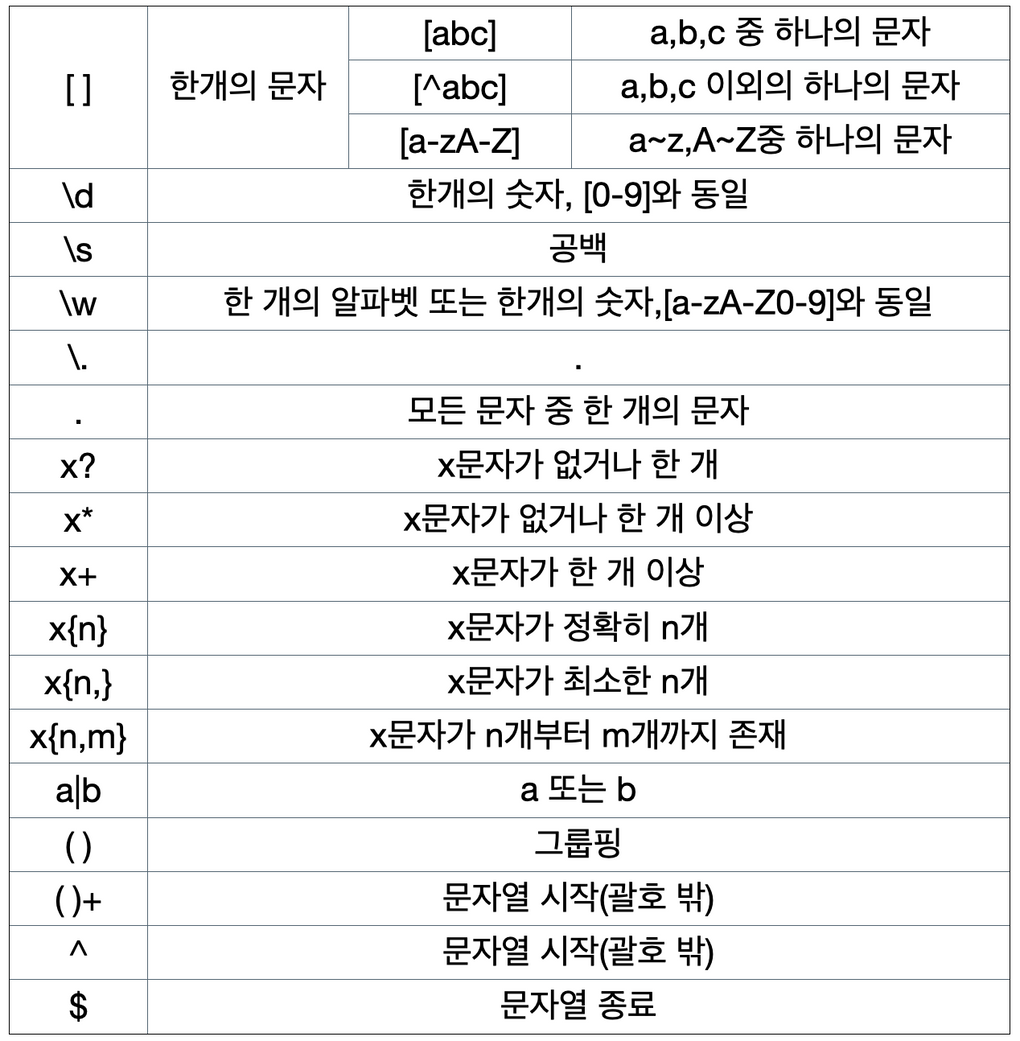 [ ] 한개의 문자 [abc] a,b,c 중 하나의 문자
[^abc] a,b,c 이외의 하나의 문자
[a-zA-Z] a~z,A~Z중 하나의 문자
\d 한개의 숫자, [0-9]와 동일
\s 공백
\w 한 개의 알파벳 또는 한개의 숫자,[a-zA-Z0-9]와 동일
\. .
. 모든 문자 중 한 개의 문자
x? x문자가 없거나 한 개
x* x문자가 없거나 한 개 이상
x+ x문자가 한 개 이상
x{n} x문자가 정확히 n개
x{n,} x문자가 최소한 n개
x{n,m} x문자가 n개부터 m개까지 존재
a|b a 또는 b
( ) 그룹핑
( )+ 문자열 시작(괄호 밖)
^ 문자열 시작(괄호 밖)
$ 문자열 종료